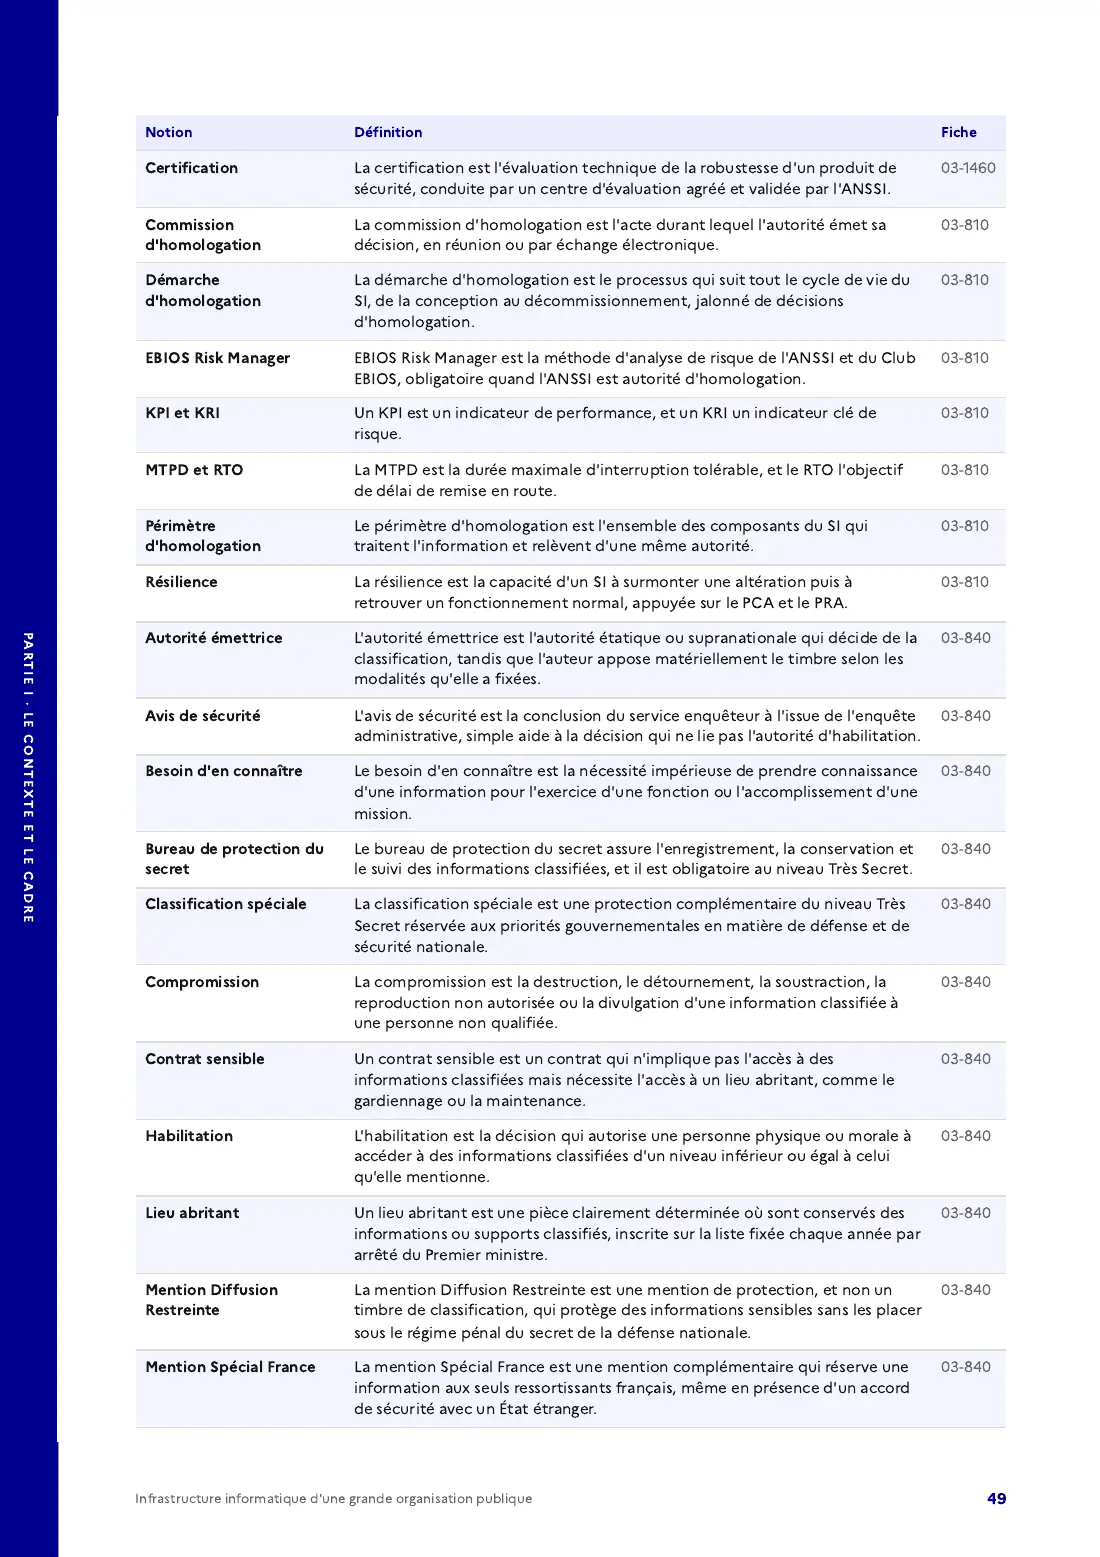 Notion Définition Fiche
Certification La certification est l'évaluation technique de la robustesse d'un produit de 03-1460
sécurité, conduite par un centre d'évaluation agréé et validée par l'ANSSI.
Commission La commission d'homologation est l'acte durant lequel l'autorité émet sa 03-810
d'homologation décision, en réunion ou par échange électronique.
Démarche La démarche d'homologation est le processus qui suit tout le cycle de vie du 03-810
d'homologation SI, de la conception au décommissionnement, jalonné de décisions
d'homologation.
EBIOS Risk Manager EBIOS Risk Manager est la méthode d'analyse de risque de l'ANSSI et du Club 03-810
EBIOS, obligatoire quand l'ANSSI est autorité d'homologation.
KPI et KRI Un KPI est un indicateur de performance, et un KRI un indicateur clé de 03-810
risque.
MTPD et RTO La MTPD est la durée maximale d'interruption tolérable, et le RTO l'objectif 03-810
de délai de remise en route.
Périmètre Le périmètre d'homologation est l'ensemble des composants du SI qui 03-810
d'homologation traitent l'information et relèvent d'une même autorité.
Résilience La résilience est la capacité d'un SI à surmonter une altération puis à 03-810
retrouver un fonctionnement normal, appuyée sur le PCA et le PRA.
Autorité émettrice L'autorité émettrice est l'autorité étatique ou supranationale qui décide de la 03-840
classification, tandis que l'auteur appose matériellement le timbre selon les
modalités qu'elle a fixées.
Avis de sécurité L'avis de sécurité est la conclusion du service enquêteur à l'issue de l'enquête 03-840
administrative, simple aide à la décision qui ne lie pas l'autorité d'habilitation.
Besoin d'en connaître Le besoin d'en connaître est la nécessité impérieuse de prendre connaissance 03-840
d'une information pour l'exercice d'une fonction ou l'accomplissement d'une
mission.
Bureau de protection du Le bureau de protection du secret assure l'enregistrement, la conservation et 03-840
secret le suivi des informations classifiées, et il est obligatoire au niveau Très Secret.
Classification spéciale La classification spéciale est une protection complémentaire du niveau Très 03-840
Secret réservée aux priorités gouvernementales en matière de défense et de
sécurité nationale.
Compromission La compromission est la destruction, le détournement, la soustraction, la 03-840
reproduction non autorisée ou la divulgation d'une information classifiée à
une personne non qualifiée.
Contrat sensible Un contrat sensible est un contrat qui n'implique pas l'accès à des 03-840
informations classifiées mais nécessite l'accès à un lieu abritant, comme le
gardiennage ou la maintenance.
Habilitation L'habilitation est la décision qui autorise une personne physique ou morale à 03-840
accéder à des informations classifiées d'un niveau inférieur ou égal à celui
qu'elle mentionne.
Lieu abritant Un lieu abritant est une pièce clairement déterminée où sont conservés des 03-840
informations ou supports classifiés, inscrite sur la liste fixée chaque année par
arrêté du Premier ministre.
Mention Diffusion La mention Diffusion Restreinte est une mention de protection, et non un 03-840
Restreinte timbre de classification, qui protège des informations sensibles sans les placer
sous le régime pénal du secret de la défense nationale.
Mention Spécial France La mention Spécial France est une mention complémentaire qui réserve une 03-840
information aux seuls ressortissants français, même en présence d'un accord
de sécurité avec un État étranger.
PARTIE I · LE CONTEXTE ET LE CADRE
Infrastructure informatique d'une grande organisation publique 49